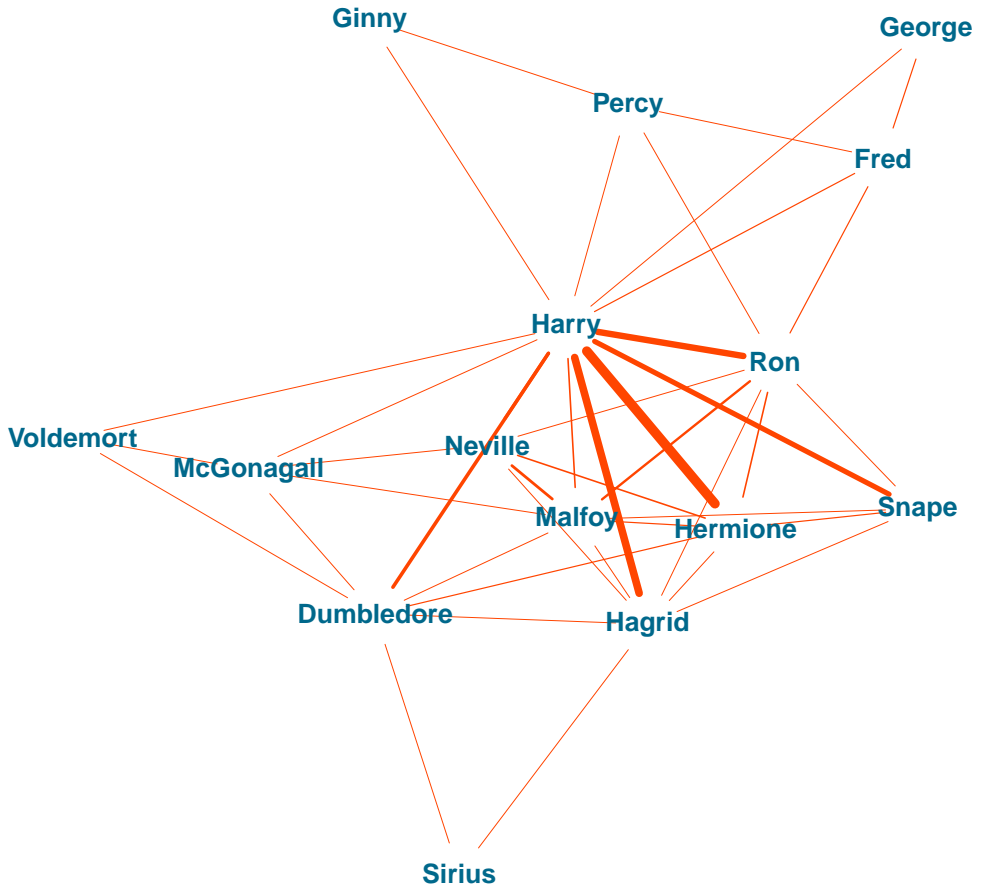 Ginny
George
Percy
Fred
Harry
Ron
Voldemort
Neville
McGonagall
Snape
Malfoy
Hermione
Dumbledore
Hagrid
Sirius